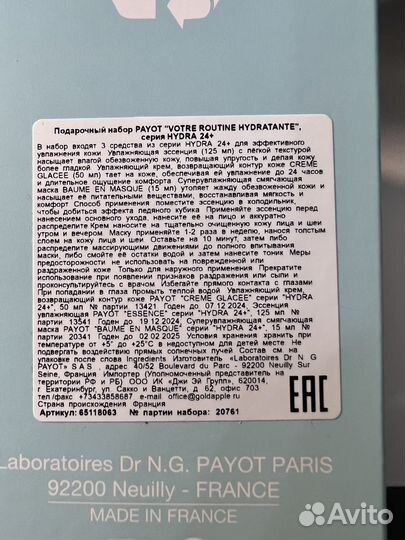 Подарочный набор PAYOT "VOTRE ROUTINE HYDRATANTE",
серия HYDRA 24+
В набор входят 3 средства из серии HYDRA 24+ для эффективного
увлажнения кожи Увлажняющая эссенция (125 мл) с лёгкой текстурой
насыщает влагой обезвоженную кожу, повышая упругость и делая кожу
более гладкой Увлажняющий крем, возвращающий контур коже CREME
GLACEE (50 мл) тает на коже, обеспечивая ей увлажнение до 24 часов
и длительное ощущение комфорта Суперувлажняющая смягчающая
маска BAUME EN MASQUE (15 мл) утоляет жажду обезвоженной кожи и
насыщает её питательными веществами, восстанавливая мягкость и
комфорт Способ применения: поместите эссенцию в холодильник,
чтобы добиться эффекта ледяного кубика Применяйте эссенцию перед
нанесением основного ухода, нанесите её на лицо и аккуратно
распределите Крем наносите на тщательно очищенную кожу лица и шеи
утром и вечером Маску применяйте 1-2 раза в неделю, нанося толстым
слоем на кожу лица и шеи Оставьте на 10 минут, затем либо
распределите массирующими движениями до полного впитывания
маски, либо смойте её остатки водой и нанесите тоник Меры
предосторожности не использовать на поврежденной или
раздраженной коже Только для наружного применения Прекратите
использование при появлении признаков раздражения или сыпи и
проконсультируйтесь с врачом Избегайте прямого контакта с глазами
При попадании в глаза промыть теплой водой Увлажняющий крем,
возвращающий контур коже PAYOT "CREME GLACEE" серии "HYDRA
24+", 50 мл № партии 13421 Годен до 07.12.2024, Эссенция
увлажняющая PAYOT "ESSENCE" серии "HYDRA 24+", 125 мл №
партии 13541 Годен до 19.12.2024 Суперувлажняющая смягчающая
маска PAYOT "BAUME EN MASQUE" серии "HYDRA 24+", 15 мл №
партии 20341 Годен до 02.02.2025 Условия хранения хранить при
температуре от +5° до +25°C в недоступном для детей месте Не
подвергать воздействию прямых солнечных лучей Состав см на
упаковке после слова Ingredients Изготовитель «Laboratoires Dr N G
PAYOT» S A S , адрес 40/52 Boulevard du Parc - 92200 Neuilly Sur
Seine, Франция Импортер (Уполномоченный представитель на
территории РФ и РБ) ООО ИК «Джи Эй Групп», 620014,
г Екатеринбург, ул Сакко и Ванцетти, д 62, офис 703
тел /факс +73433858687 e-mail office@goldapple.ru
Страна происхождения Франция
Артикул: 65118063 № партии набора: 20761
EAC
Laboratoires Dr N.G. PAYOT PARIS
92200 Neuilly - FRANCE
MADE IN FRANCE
Avito